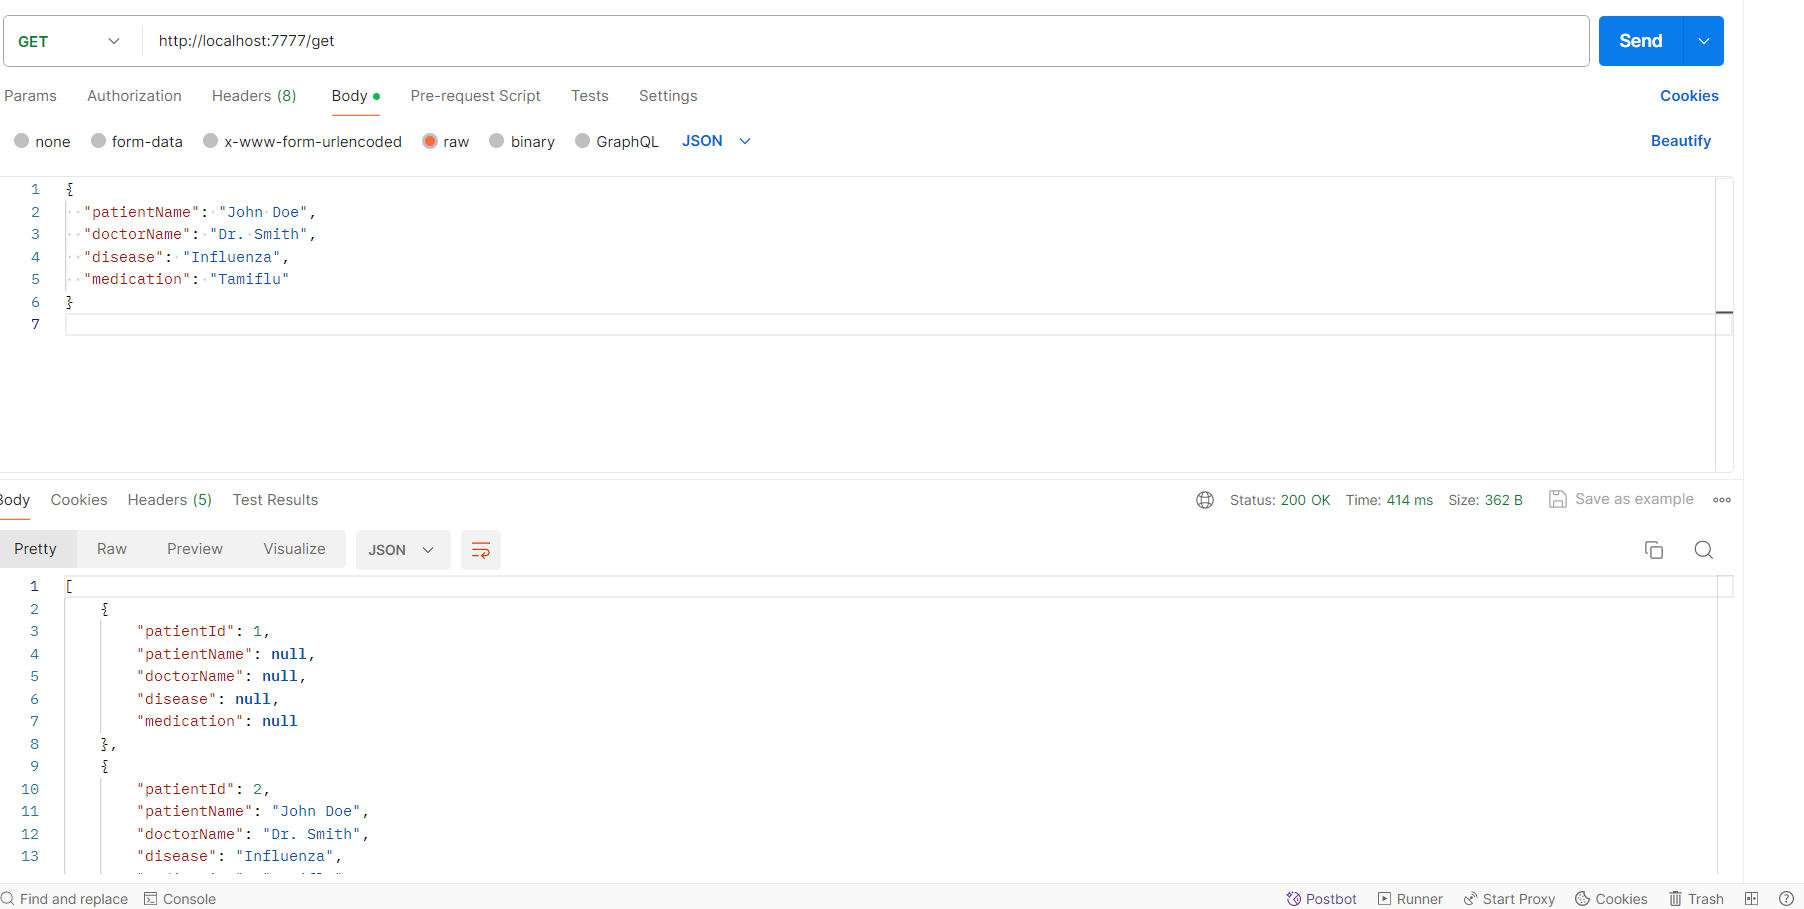 GET http://localhost:7777/get Send
Params Authorization Headers (8) Body Pre-request Script Tests Settings Cookies
none form-data x-www-form-urlencoded raw binary GraphQL JSON Beautify
1 {
2 "patientName": "John Doe",
3 "doctorName": "Dr. Smith",
4 "disease": "Influenza",
5 "medication": "Tamiflu"
6 }
7
Body Cookies Headers (5) Test Results Status: 200 OK Time: 414 ms Size: 362 B Save as example
Pretty Raw Preview Visualize JSON
1 [
2 {
3 "patientId": 1,
4 "patientName": null,
5 "doctorName": null,
6 "disease": null,
7 "medication": null
8 },
9 {
10 "patientId": 2,
11 "patientName": "John Doe",
12 "doctorName": "Dr. Smith",
13 "disease": "Influenza",
Find and replace Console Postbot Runner Start Proxy Cookies Trash